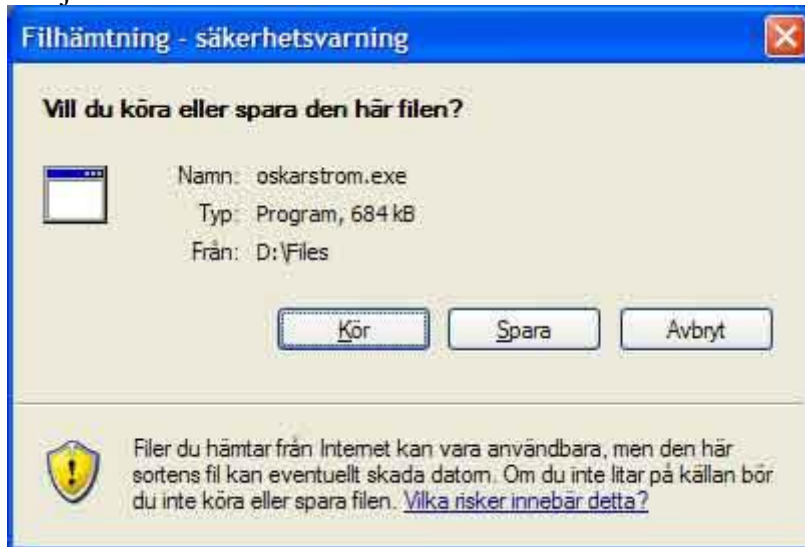 Filhämtning - säkerhetsvarning
Vill du köra eller spara den här filen?
Namn: oskarstrom.exe
Typ: Program, 684 kB
Från: D:\Files
Kör Spara Avbryt
Filer du hämtar från Internet kan vara användbara, men den här
sortens fil kan eventuellt skada datorn. Om du inte litar på källan bör
du inte köra eller spara filen. Vilka risker innebär detta?